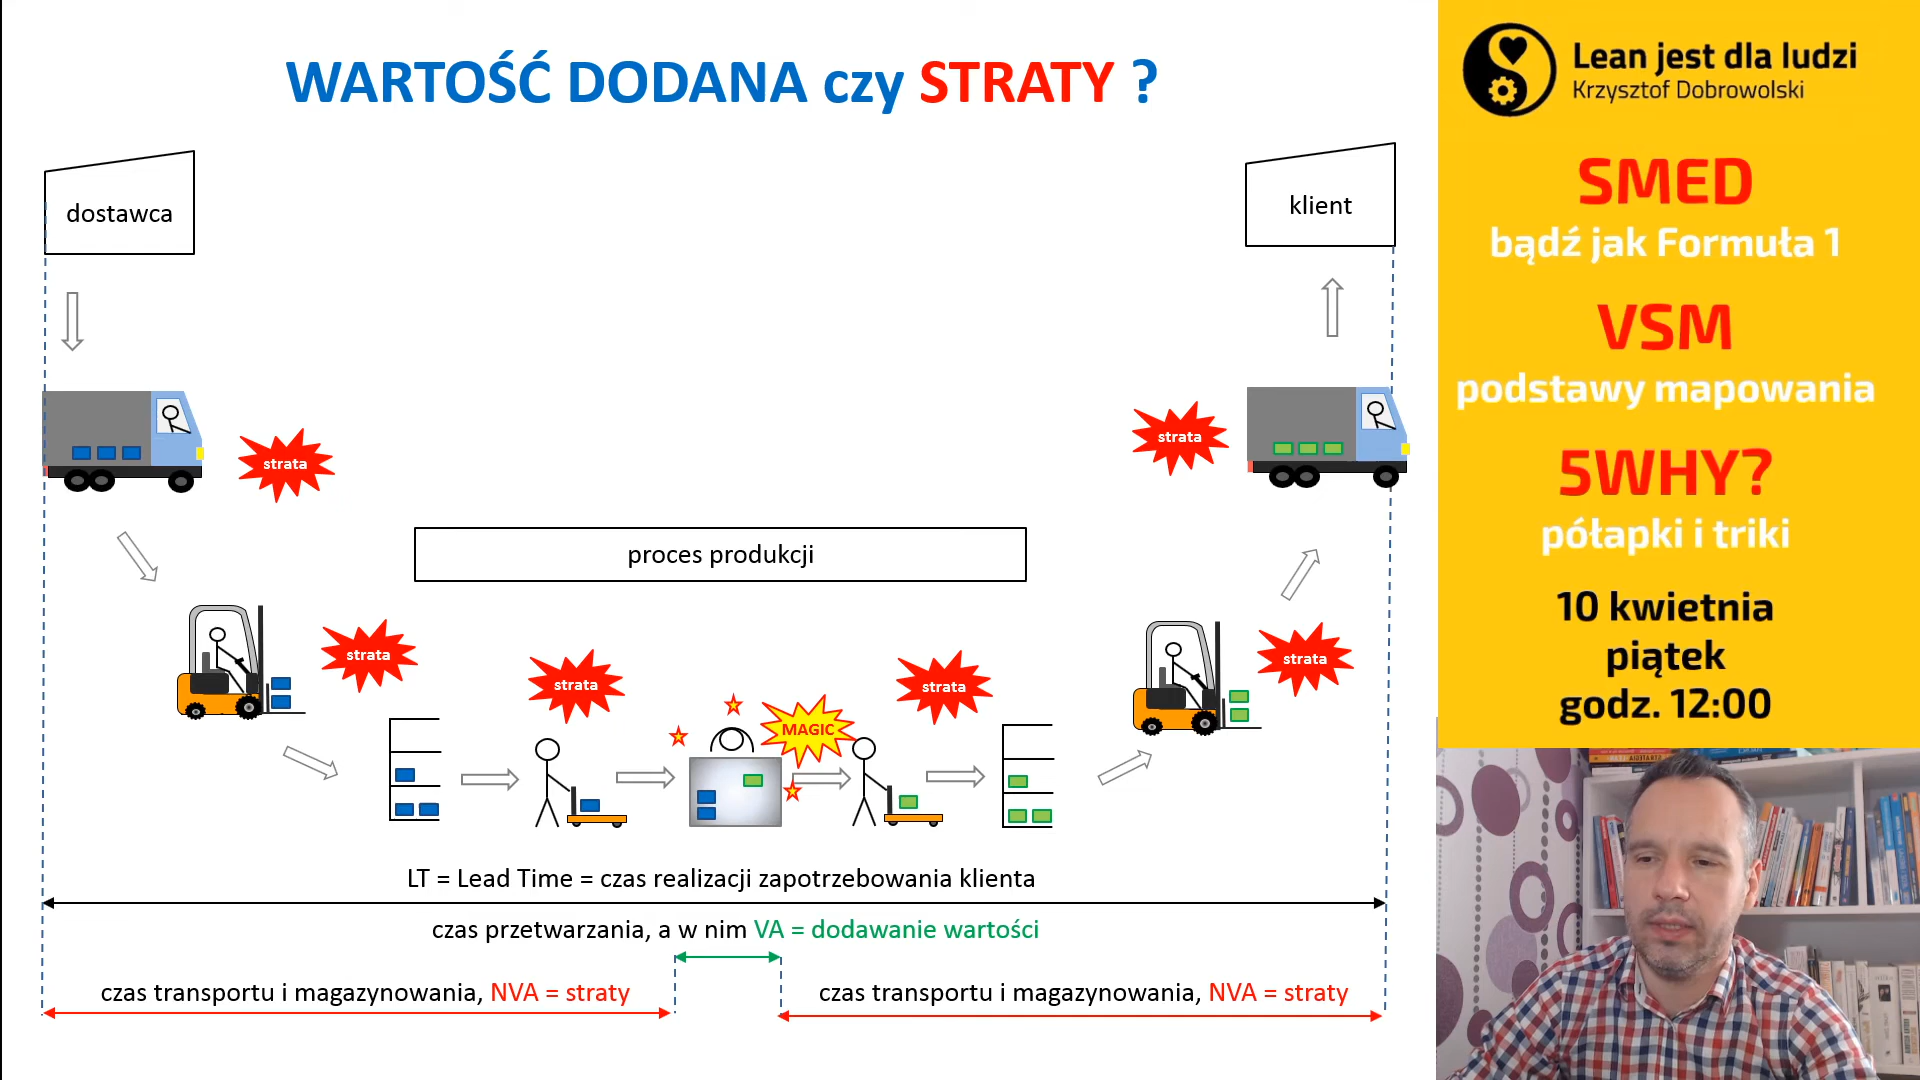 WARTOŚĆ DODANA czy STRATY ?
dostawca
klient
strata
strata
proces produkcji
strata
strata
strata
strata
MAGIC
LT = Lead Time = czas realizacji zapotrzebowania klienta
czas przetwarzania, a w nim VA = dodawanie wartości
czas transportu i magazynowania, NVA = straty
czas transportu i magazynowania, NVA = straty
Lean jest dla ludzi
Krzysztof Dobrowolski
SMED
bądź jak Formuła 1
VSM
podstawy mapowania
5WHY?
półapki i triki
10 kwietnia
piątek
godz. 12:00